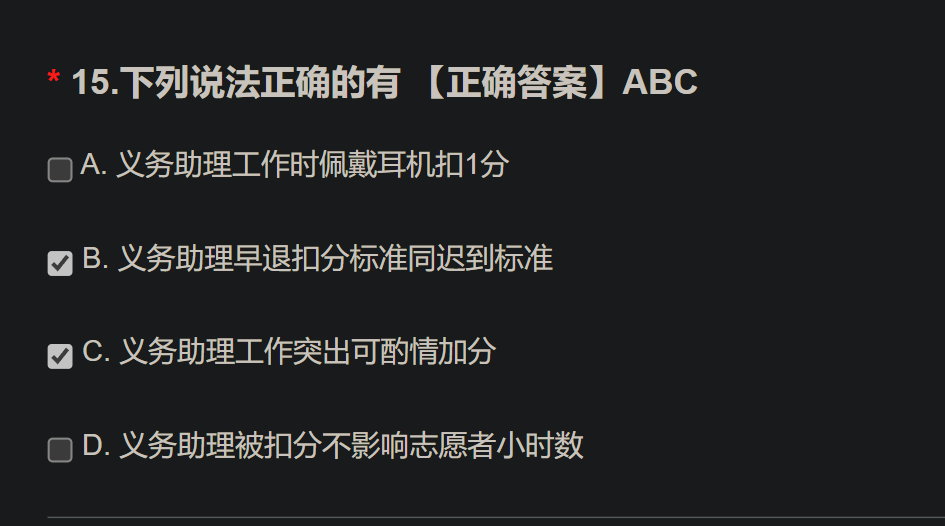 * 15.下列说法正确的有 【正确答案】ABC
A. 义务助理工作时佩戴耳机扣1分
B. 义务助理早退扣分标准同迟到标准
C. 义务助理工作突出可酌情加分
D. 义务助理被扣分不影响志愿者小时数